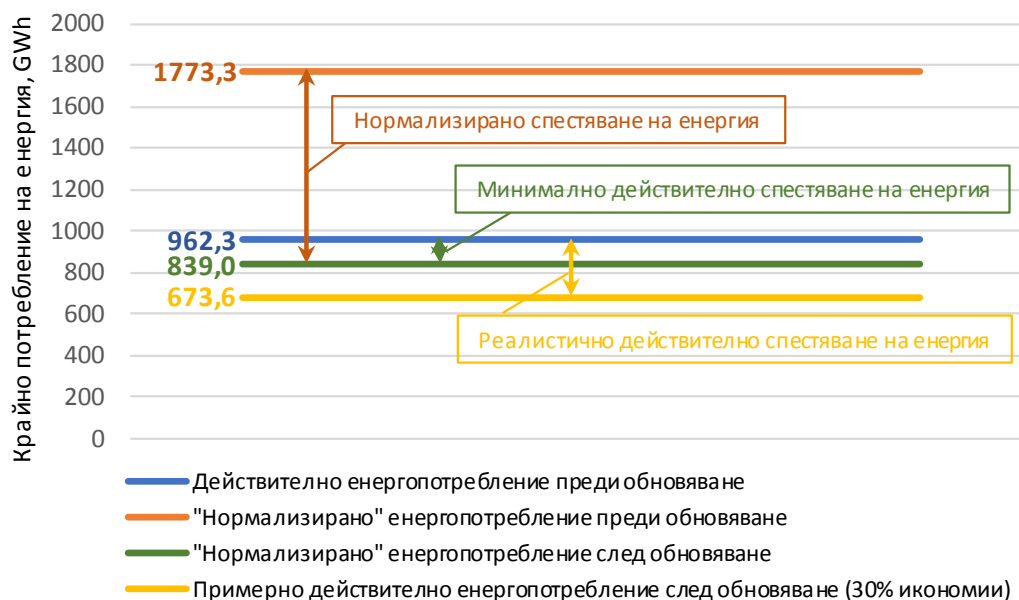 Крайно потребление на енергия, GWh
2000
1800
1773,3
1600
Нормализирано спестяване на енергия
1400
1200
Минимално действително спестяване на енергия
1000
962,3
839,0
800
673,6
600
Реалистично действително спестяване на енергия
400
200
0
Действително енергопотребление преди обновяване
"Нормализирано" енергопотребление преди обновяване
"Нормализирано" енергопотребление след обновяване
Примерно действително енергопотребление след обновяване (30% икономии)